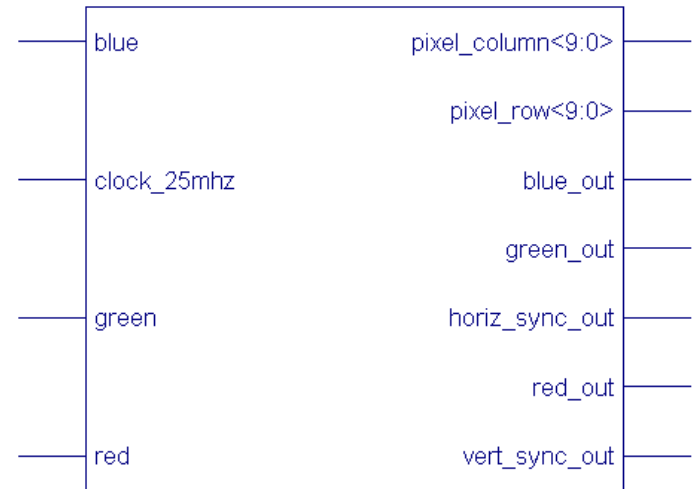 blue
pixel_column<9:0>
pixel_row<9:0>
clock_25mhz
blue_out
green_out
green
horiz_sync_out
red_out
red
vert_sync_out